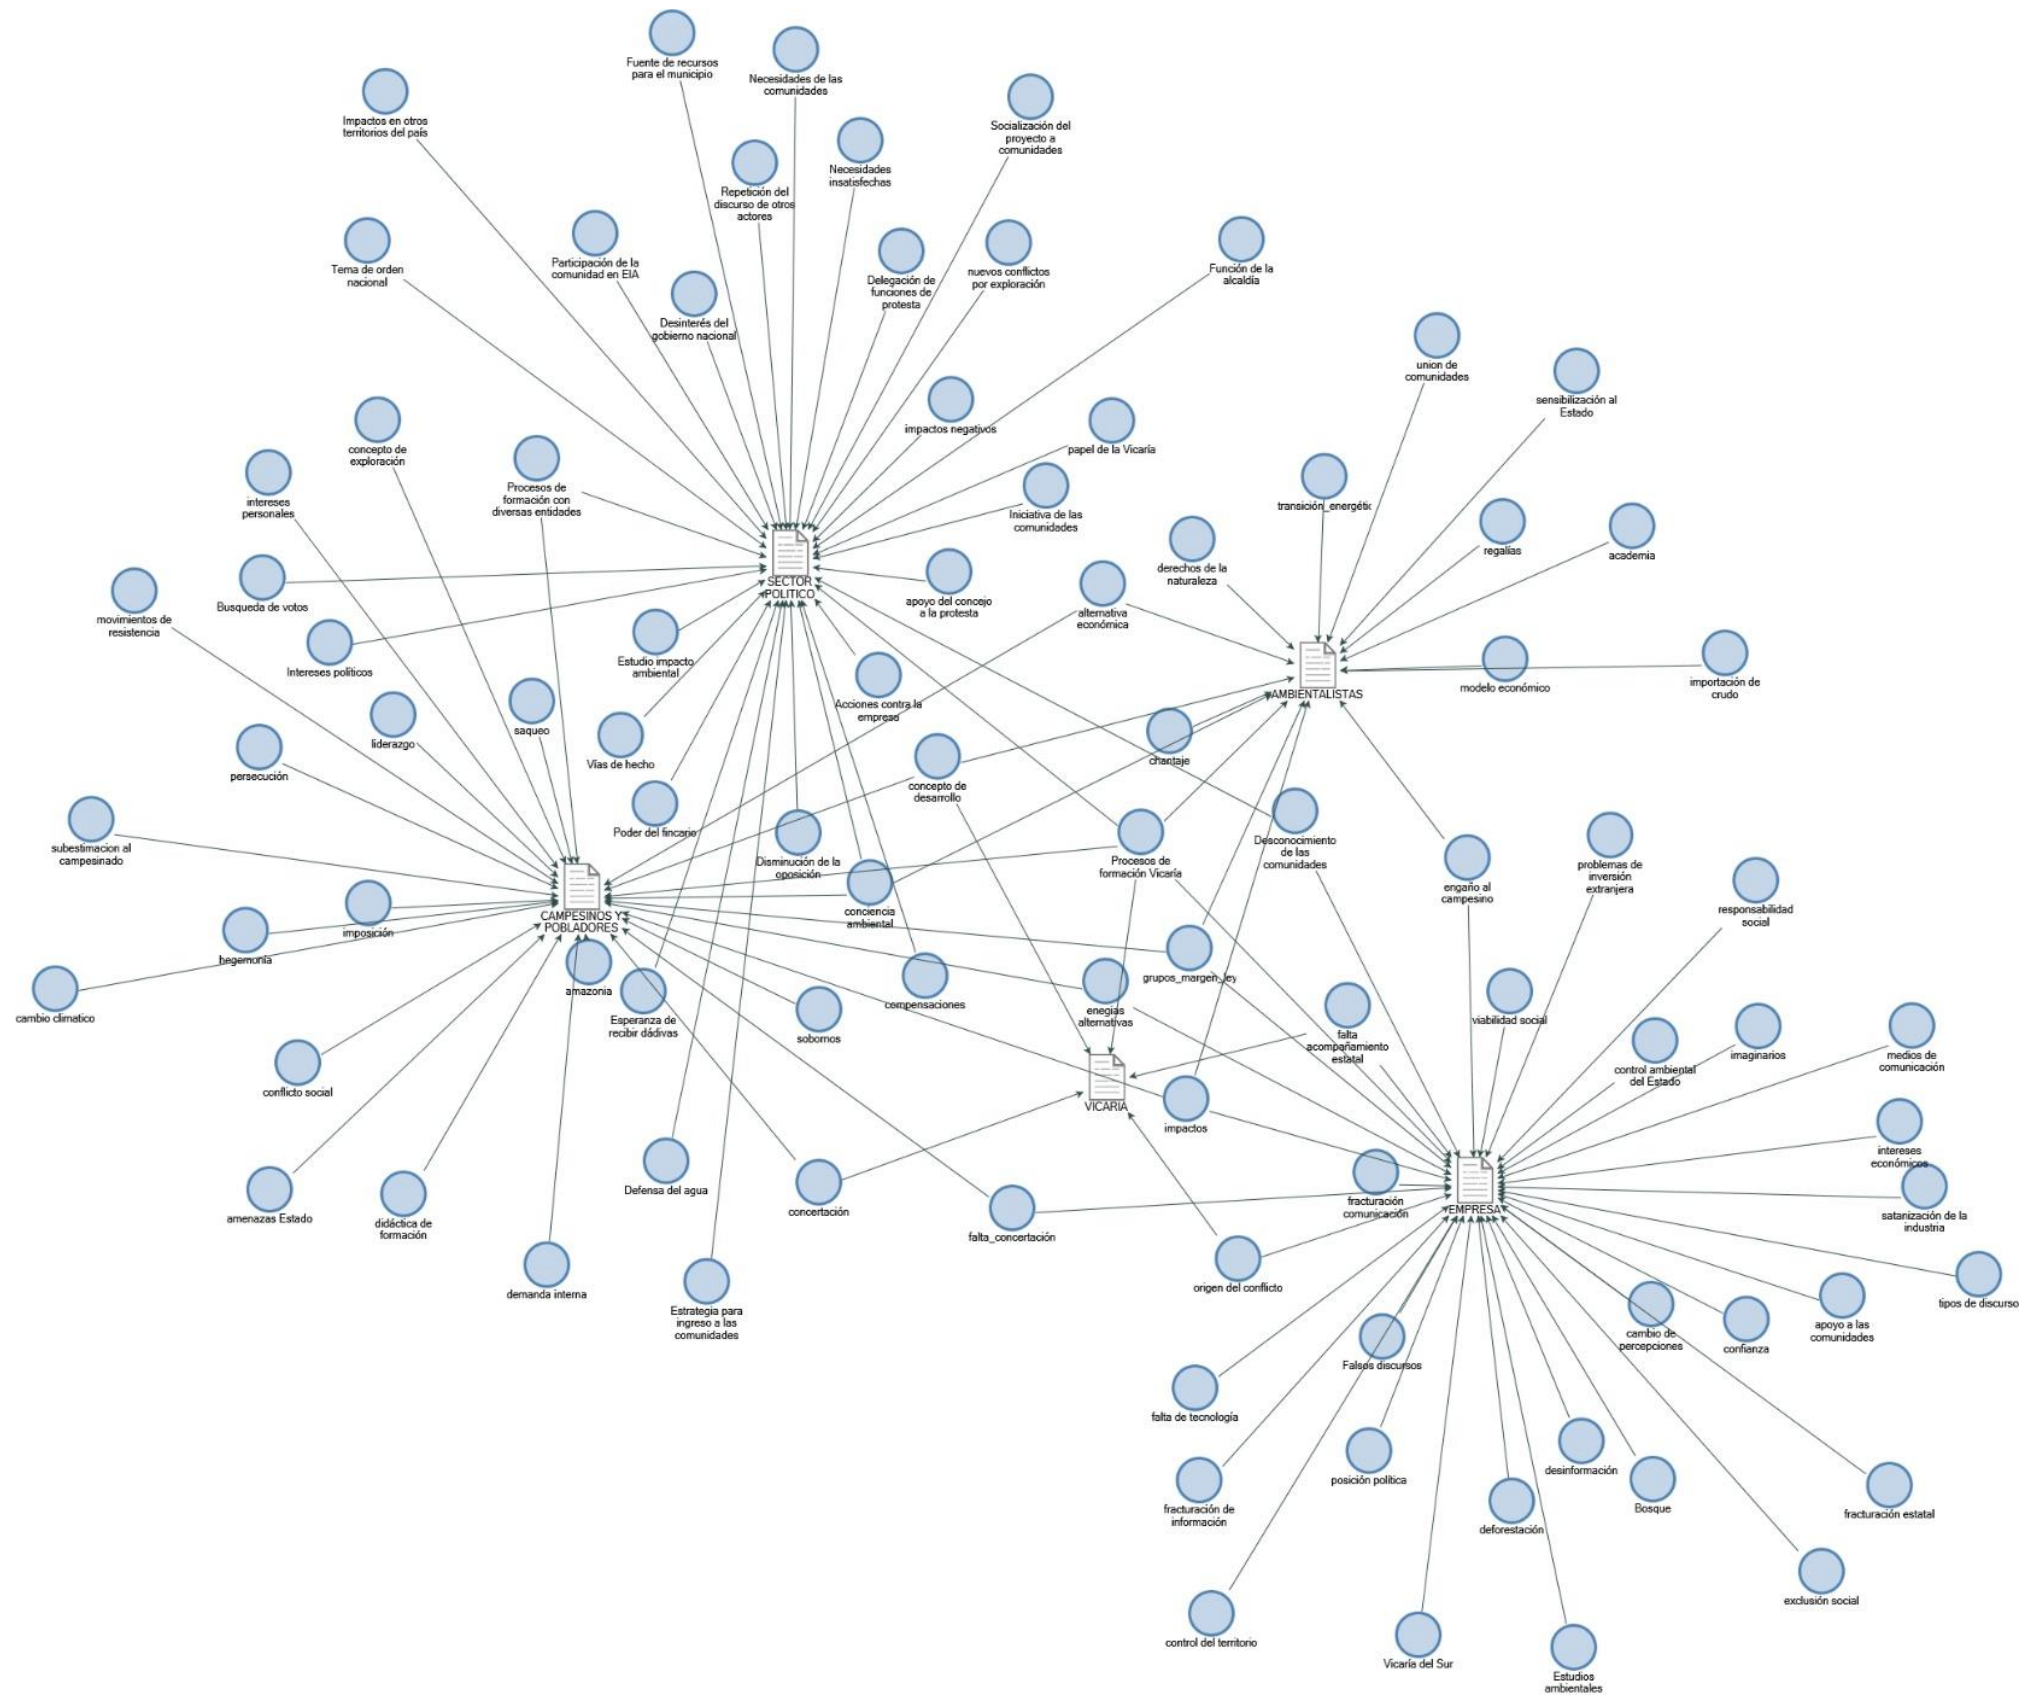 Fuente de recursos
para el municipio
Necesidades de las
comunidades
Impactos en otros
territorios del país
Socialización del
proyecto a
comunidades
Necesidades
insatisfechas
Repetición del
discurso de otros
actores
Tema de orden
nacional
Participación de la
comunidad en EIA
Delegación de
funciones de
protesta
nuevos conflictos
por exploración
Función de la
alcaldía
Desinterés del
gobierno nacional
union de
comunidades
sensibilización al
Estado
concepto de
exploración
impactos negativos
papel de la Vicaría
intereses
personales
Procesos de
formación con
diversas entidades
Iniciativa de las
comunidades
transición_energétic
regalías
academia
derechos de la
naturaleza
SECTOR
POLITICO
Busqueda de votos
apoyo del concejo
a la protesta
alternativa
económica
movimientos de
resistencia
Intereses políticos
Estudio impacto
ambiental
Acciones contra la
empresa
AMBIENTALISTAS
modelo económico
importación de
crudo
liderazgo
saqueo
persecución
Vías de hecho
chantaje
concepto de
desarrollo
Poder del fincario
subestimacion al
campesinado
Disminución de la
oposición
Procesos de
formación Vicaría
Desconocimiento
de las
comunidades
engaño al
campesino
problemas de
inversión
extranjera
responsabilidad
social
conciencia
ambiental
CAMPESINOS Y
POBLADORES
imposición
hegemonía
amazonia
cambio climatico
Esperanza de
recibir dádivas
sobornos
compensaciones
grupos_margen_ley
enegias
alternativas
falta
acompañamiento
estatal
viabilidad social
control ambiental
del Estado
imaginarios
medios de
comunicación
conflicto social
VICARIA
impactos
intereses
económicos
amenazas Estado
didáctica de
formación
Defensa del agua
concertación
falta_concertación
fracturación
comunicación
EMPRESA
satanización de la
industria
demanda interna
Estrategia para
ingreso a las
comunidades
origen del conflicto
tipos de discurso
cambio de
percepciones
confianza
apoyo a las
comunidades
Falsos discursos
falta de tecnología
posición política
desinformación
Bosque
fracturación de
información
deforestación
fracturación estatal
exclusión social
control del territorio
Vicaría del Sur
Estudios
ambientales